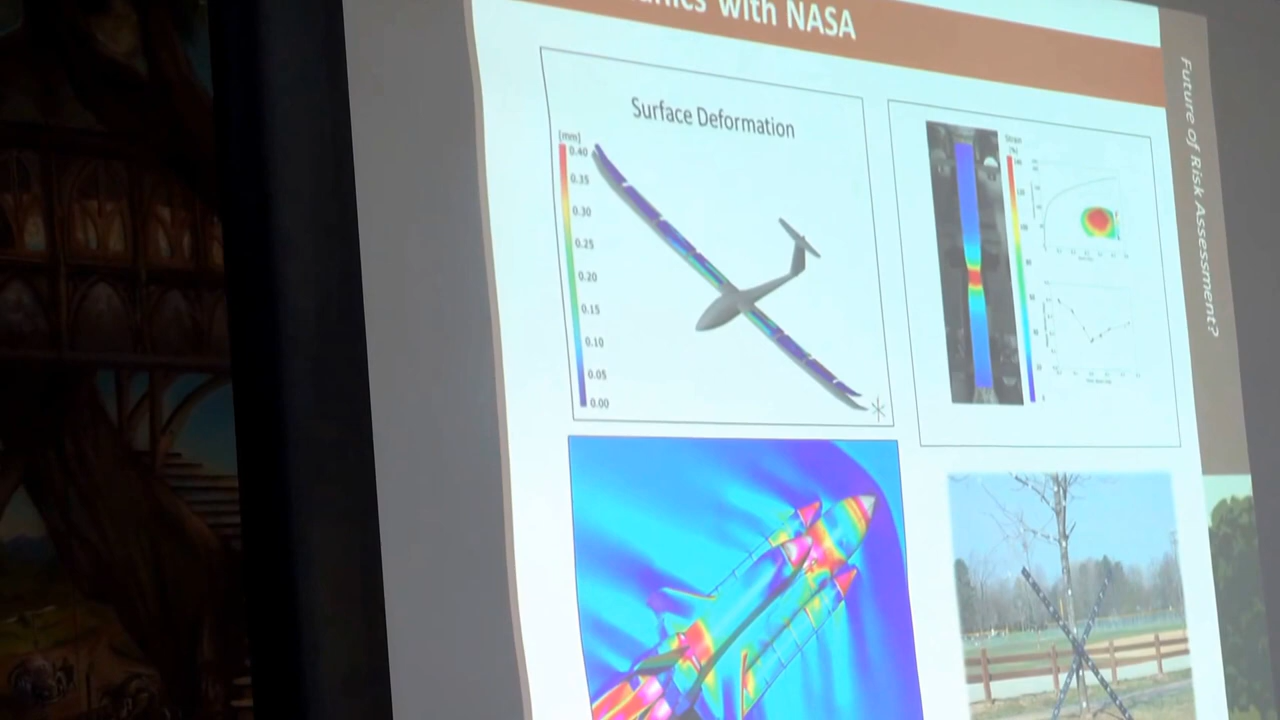 with NASA
Future of Risk Assessment?
Surface Deformation
[mm]
0.40
0.35
0.30
0.25
0.20
0.15
0.10
0.05
0.00